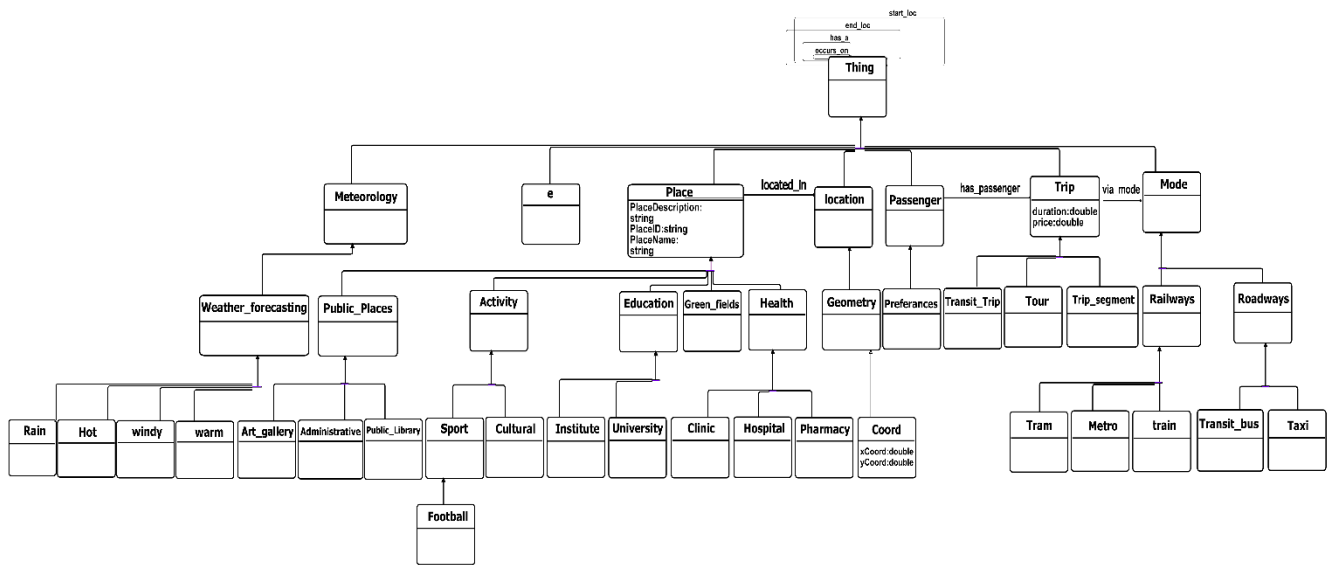 start_loc
end_loc
has_a
occurs_on
Thing
Meteorology
e
Place
PlaceDescription:
string
PlaceID:string
PlaceName:
string
located_in
location
Passenger
has_passenger
Trip
duration:double
price:double
via_mode
Mode
Weather_forecasting
Public_Places
Activity
Education
Green_fields
Health
Geometry
Preferances
Transit_Trip
Tour
Trip_segment
Railways
Roadways
Rain
Hot
windy
warm
Art_gallery
Administrative
Public_Library
Sport
Cultural
Institute
University
Clinic
Hospital
Pharmacy
Coord
xCoord:double
yCoord:double
Tram
Metro
train
Transit_bus
Taxi
Football